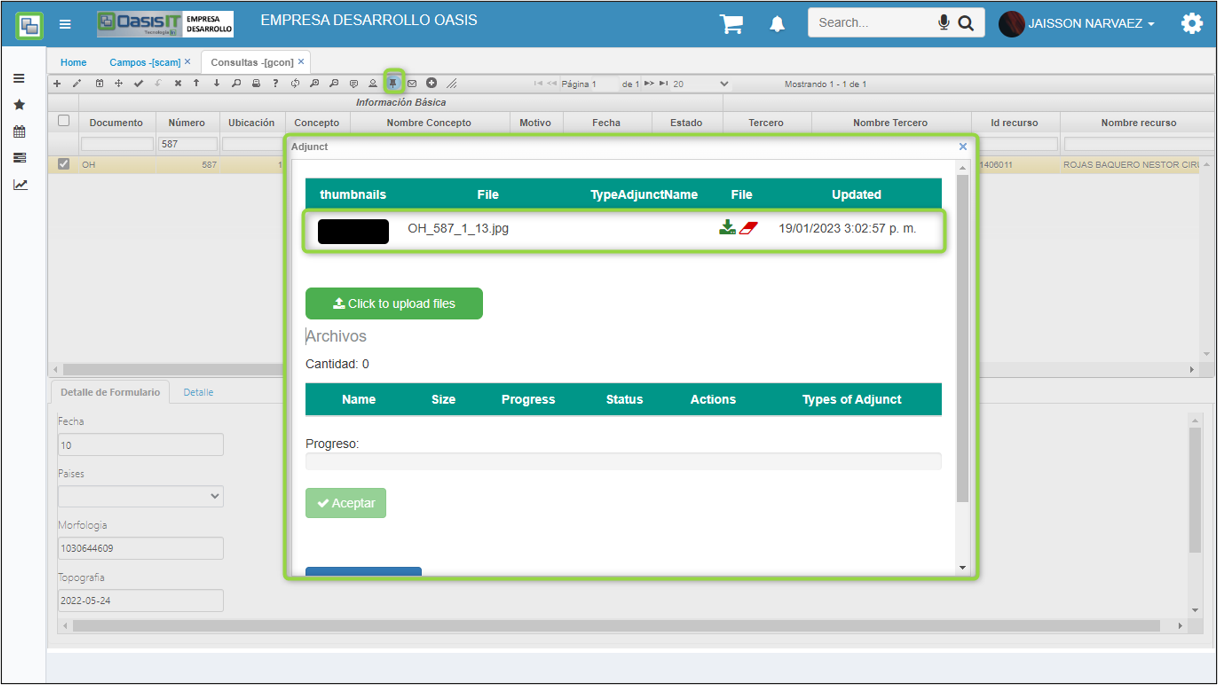 OasisIT EMPRESA DESARROLLO
Tecnología
EMPRESA DESARROLLO OASIS
Search...
JAISSON NARVAEZ
Home
Campos -[scam] ×
Consultas -[gcon] ×
Página 1 de 1 20
Mostrando 1 - 1 de 1
Información Básica
Documento Número Ubicación Concepto Nombre Concepto Motivo Fecha Estado Tercero Nombre Tercero Id recurso Nombre recurso
587
OH 587 1 1406011 ROJAS BAQUERO NESTOR
Adjunct ×
thumbnails File TypeAdjunctName File Updated
OH_587_1_13.jpg 19/01/2023 3:02:57 p. m.
Click to upload files
Archivos
Cantidad: 0
Name Size Progress Status Actions Types of Adjunct
Progreso:
Aceptar
Detalle de Formulario Detalle
Fecha
10
Paises
Morfologia
1030644609
Topografia
2022-05-24